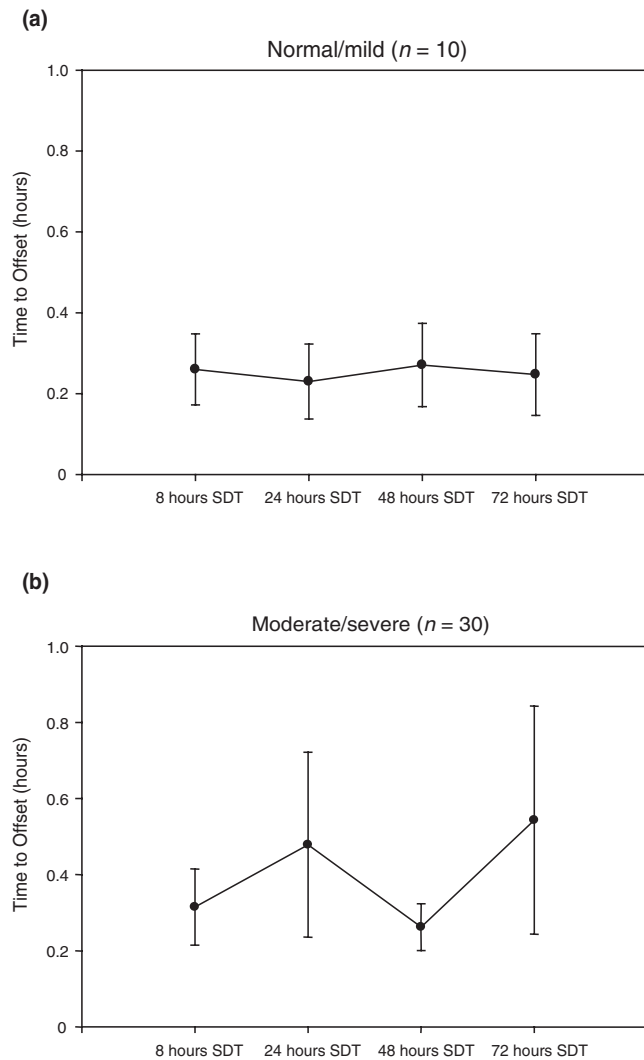 (a)
Normal/mild (n = 10)
Time to Offset (hours)
1.0
0.8
0.6
0.4
0.2
0
8 hours SDT 24 hours SDT 48 hours SDT 72 hours SDT
(b)
Moderate/severe (n = 30)
Time to Offset (hours)
1.0
0.8
0.6
0.4
0.2
0
8 hours SDT 24 hours SDT 48 hours SDT 72 hours SDT